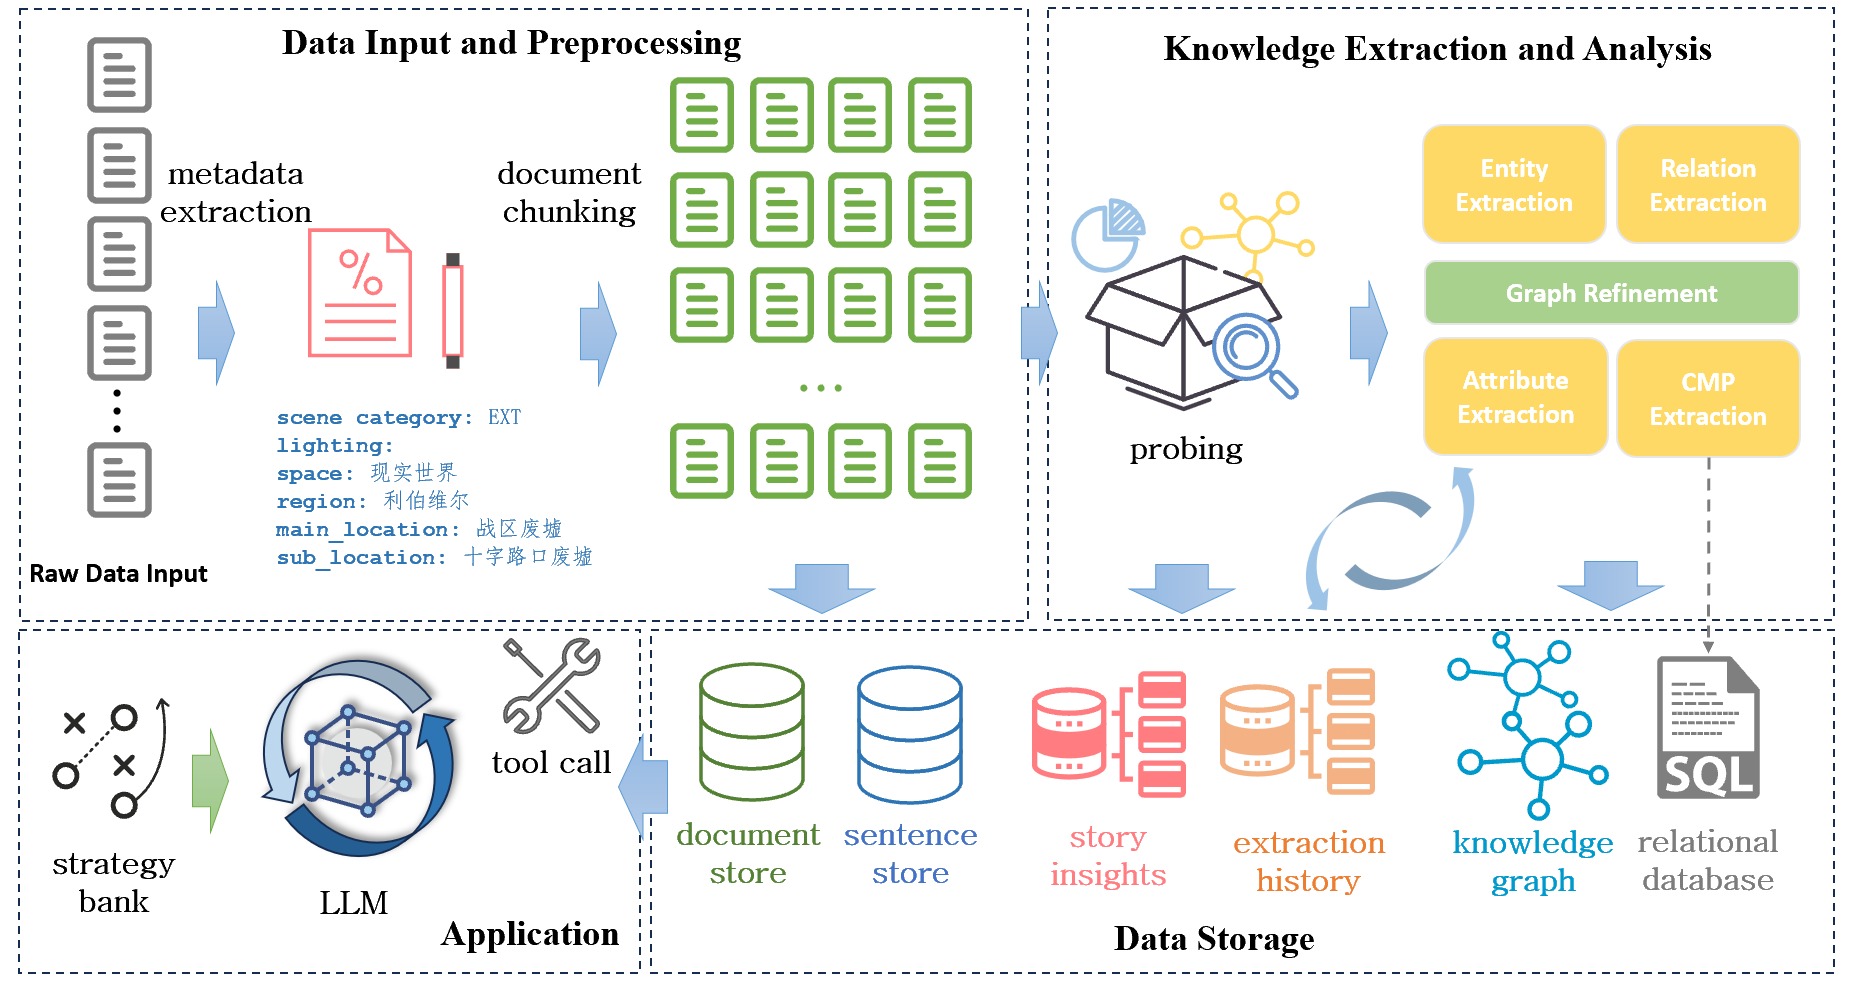 Data Input and Preprocessing
metadata
extraction
document
chunking
scene category: EXT
lighting:
space: 现实世界
region: 利伯维尔
main_location: 战区废墟
sub_location: 十字路口废墟
Raw Data Input
Knowledge Extraction and Analysis
probing
Entity
Extraction
Relation
Extraction
Graph Refinement
Attribute
Extraction
CMP
Extraction
strategy
bank
LLM
tool call
Application
document
store
sentence
store
story
insights
extraction
history
knowledge
graph
SQL
relational
database
Data Storage